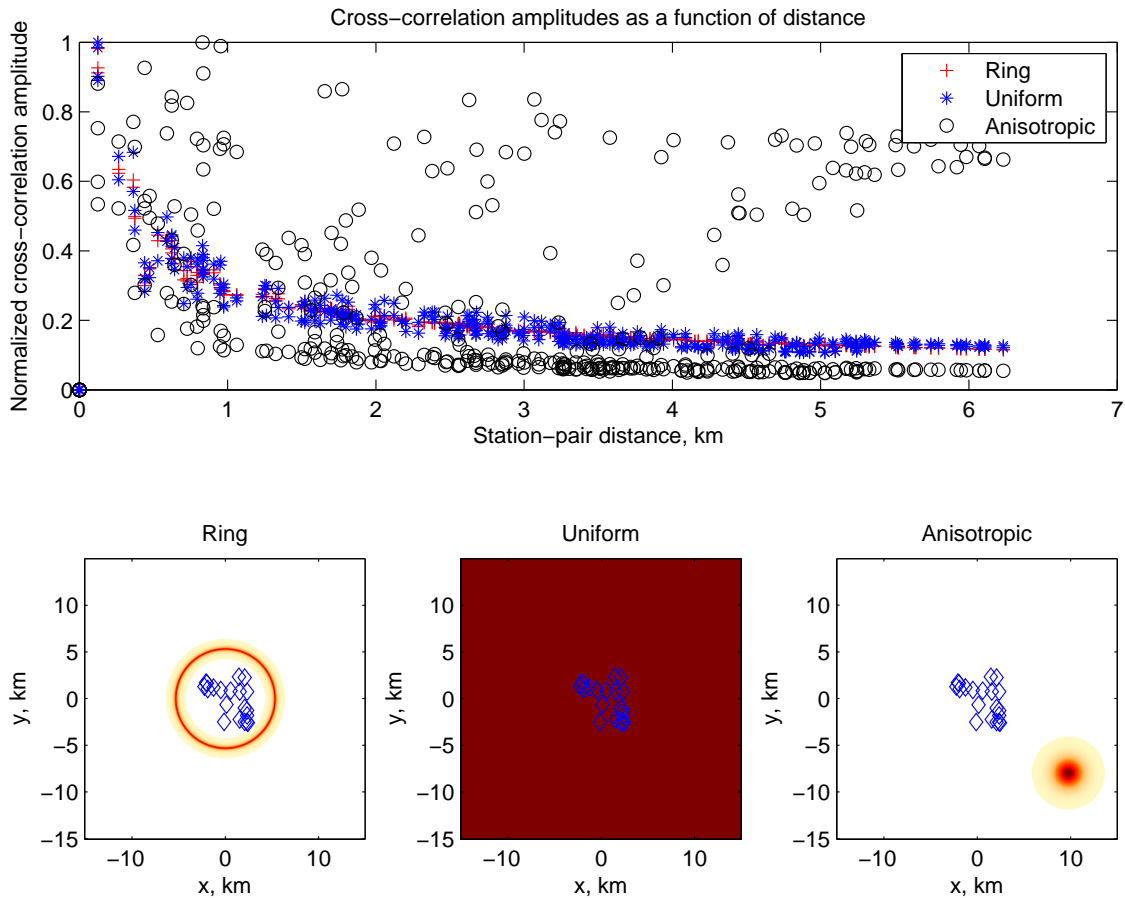 Cross−correlation amplitudes as a function of distance
Normalized cross−correlation amplitude
1
0.8
0.6
0.4
0.2
0
0 1 2 3 4 5 6 7
Station−pair distance, km
Ring
Uniform
Anisotropic
Ring
y, km
10
5
0
−5
−10
−15
−10 0 10
x, km
Uniform
y, km
10
5
0
−5
−10
−15
−10 0 10
x, km
Anisotropic
y, km
10
5
0
−5
−10
−15
−10 0 10
x, km